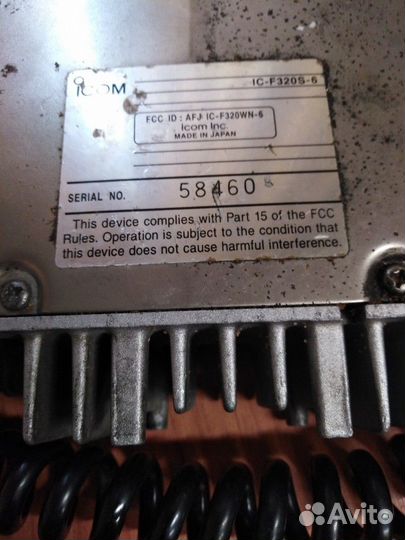 ICOM
IC-F320S-6
FCC ID : AFJ IC-F320WN-6
Icom Inc.
MADE IN JAPAN
SERIAL NO.
58460
This device complies with Part 15 of the FCC
Rules. Operation is subject to the condition that
this device does not cause harmful interference.
Avito